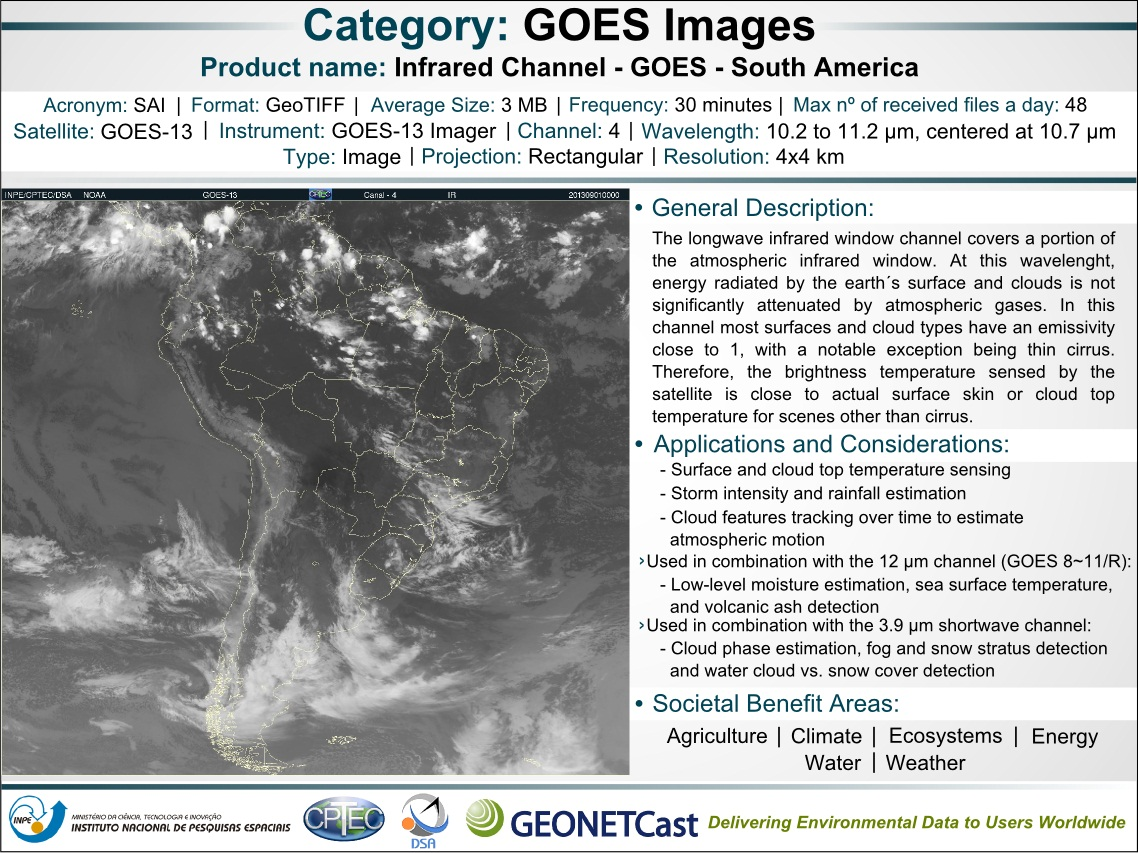 Category: GOES Images
Product name: Infrared Channel - GOES - South America
Acronym: SAI | Format: GeoTIFF | Average Size: 3 MB | Frequency: 30 minutes | Max nº of received files a day: 48
Satellite: GOES-13 | Instrument: GOES-13 Imager | Channel: 4 | Wavelength: 10.2 to 11.2 µm, centered at 10.7 µm
Type: Image | Projection: Rectangular | Resolution: 4x4 km
INPE/CPTEC/DSA NOAA GOES-13 CPTEC Canal - 4 IR 201309010000
• General Description:
The longwave infrared window channel covers a portion of
the atmospheric infrared window. At this wavelenght,
energy radiated by the earth´s surface and clouds is not
significantly attenuated by atmospheric gases. In this
channel most surfaces and cloud types have an emissivity
close to 1, with a notable exception being thin cirrus.
Therefore, the brightness temperature sensed by the
satellite is close to actual surface skin or cloud top
temperature for scenes other than cirrus.
• Applications and Considerations:
- Surface and cloud top temperature sensing
- Storm intensity and rainfall estimation
- Cloud features tracking over time to estimate
atmospheric motion
›Used in combination with the 12 µm channel (GOES 8~11/R):
- Low-level moisture estimation, sea surface temperature,
and volcanic ash detection
›Used in combination with the 3.9 µm shortwave channel:
- Cloud phase estimation, fog and snow stratus detection
and water cloud vs. snow cover detection
• Societal Benefit Areas:
Agriculture | Climate | Ecosystems | Energy
Water | Weather
INPE
MINISTÉRIO DA CIÊNCIA, TECNOLOGIA E INOVAÇÃO
INSTITUTO NACIONAL DE PESQUISAS ESPACIAIS
CPTEC
DSA
GEONETCast
Delivering Environmental Data to Users Worldwide